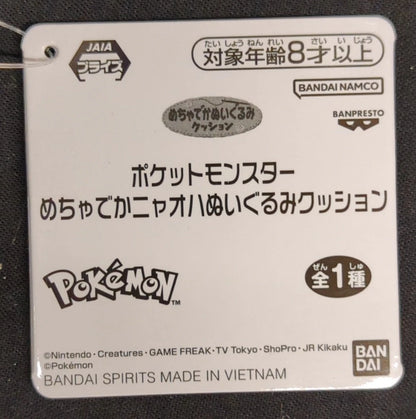 JAIA
プライズ
たい しょう ねん れい さい い じょう
対象年齢8才以上
BANDAI NAMCO
めちゃでかぬいぐるみ
クッション
BANPRESTO
ポケットモンスター
めちゃでかニャオハぬいぐるみクッション
POKéMON™
ぜん しゅ
全1種
©Nintendo・Creatures・GAME FREAK・TV Tokyo・ShoPro・JR Kikaku
©Pokémon
BANDAI SPIRITS MADE IN VIETNAM
BAN
DAI